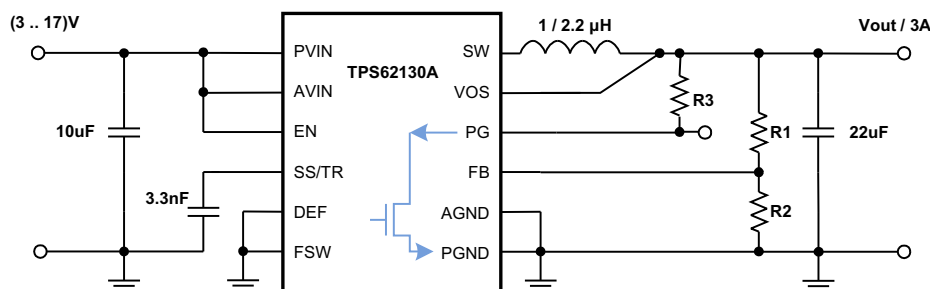 (3 .. 17)V
1 / 2.2 µH
Vout / 3A
TPS62130A
PVIN
SW
AVIN
VOS
R3
10uF
EN
PG
R1
22uF
SS/TR
FB
3.3nF
DEF
AGND
R2
FSW
PGND